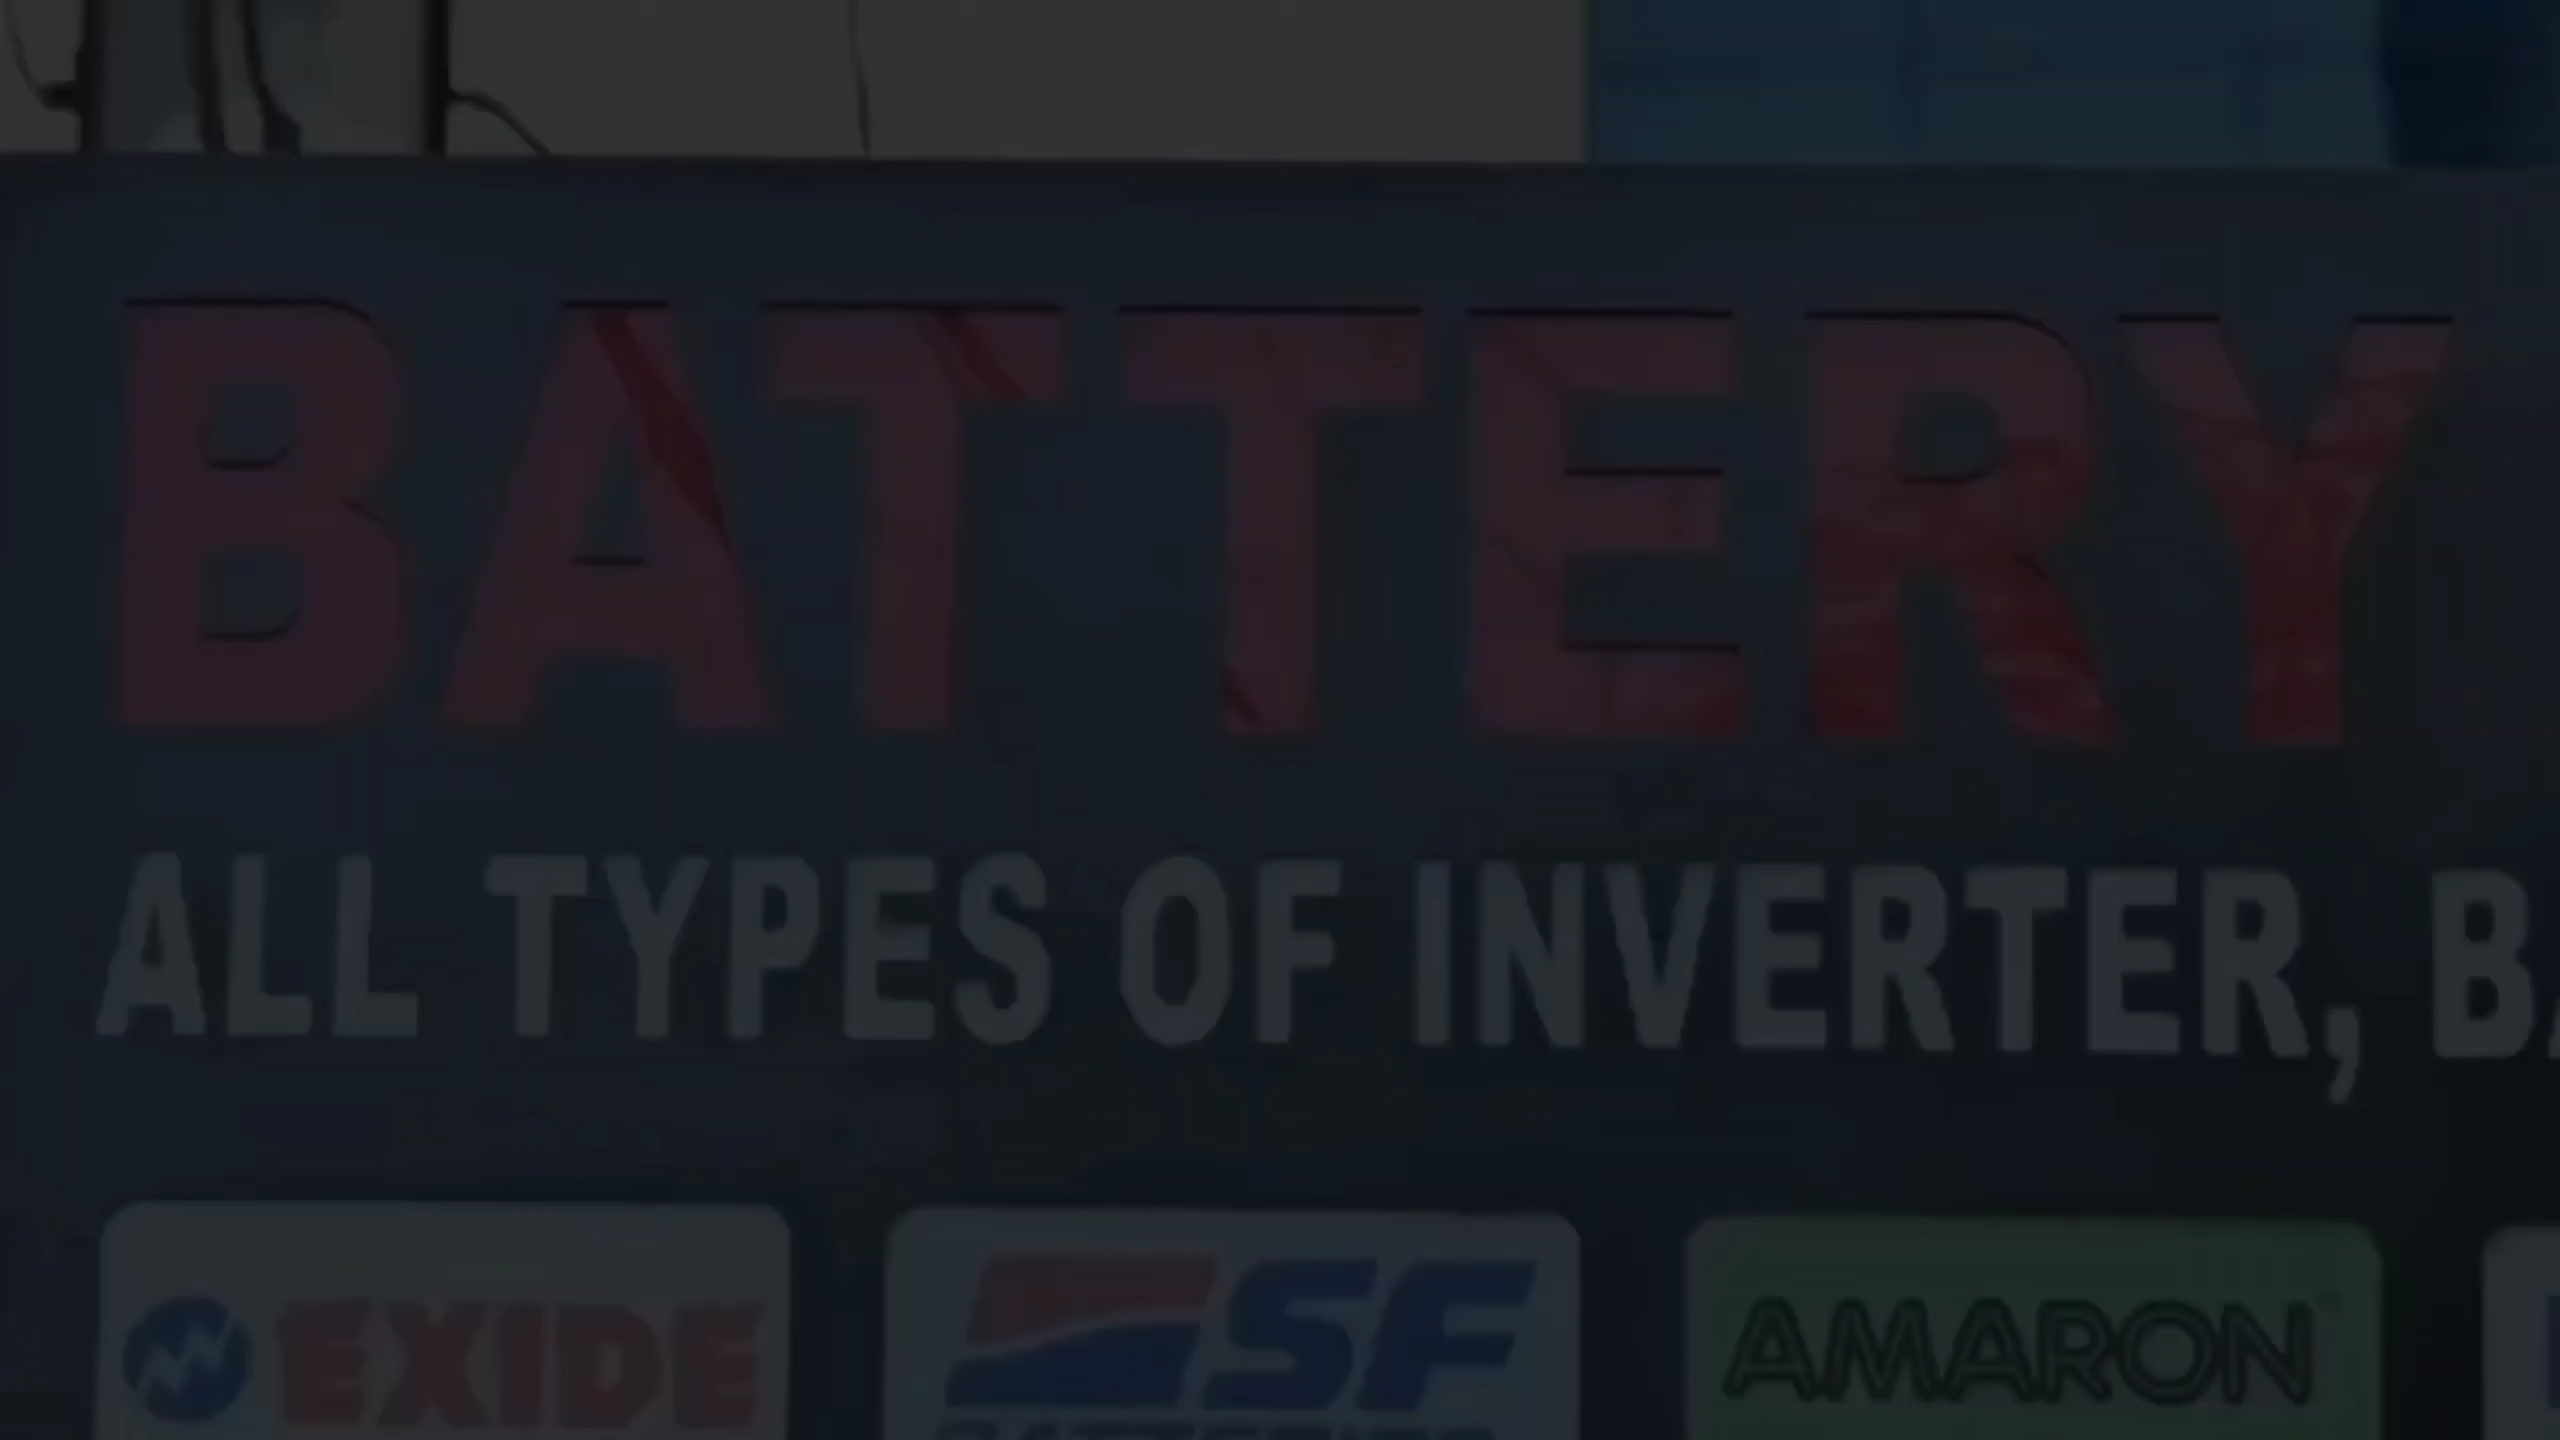 BATTERY
ALL TYPES OF INVERTER,
EXIDE
SF
AMARON